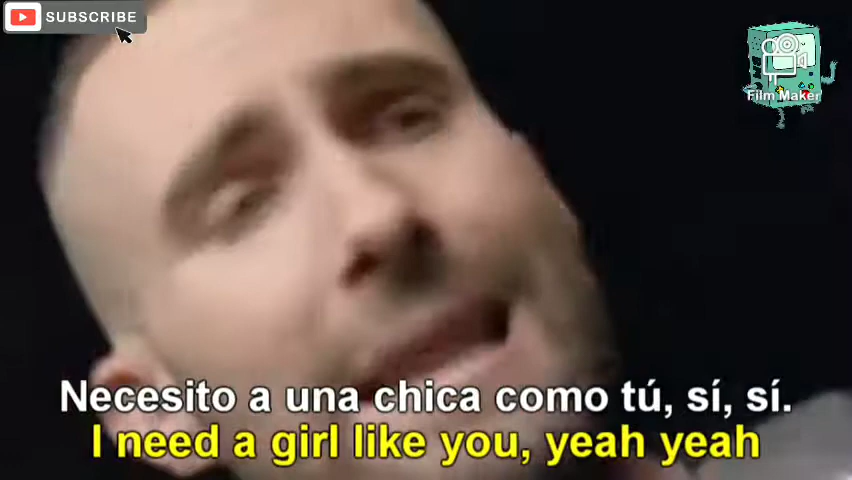 SUBSCRIBE
Film Maker
Necesito a una chica como tú, sí, sí.
I need a girl like you, yeah yeah